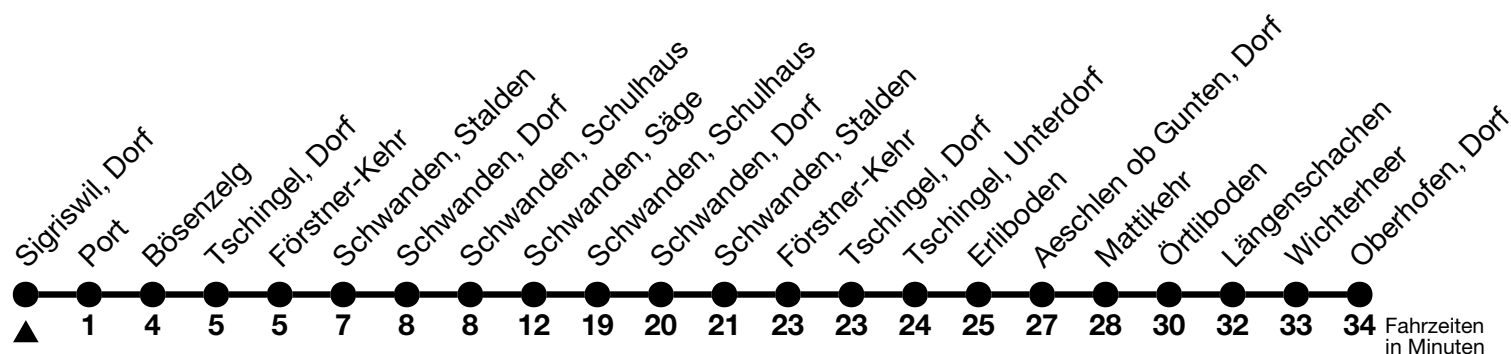 Sigriswil, Dorf
Port
Bösenzelg
Tschingel, Dorf
Förstner-Kehr
Schwanden, Stalden
Schwanden, Dorf
Schwanden, Schulhaus
Schwanden, Säge
Schwanden, Schulhaus
Schwanden, Dorf
Schwanden, Stalden
Förstner-Kehr
Tschingel, Dorf
Tschingel, Unterdorf
Erliboden
Aeschlen ob Gunten, Dorf
Mattikehr
Örtliboden
Längenschachen
Wichterheer
Oberhofen, Dorf
1 4 5 5 7 8 8 12 19 20 21 23 23 24 25 27 28 30 32 33 34
Fahrzeiten
in Minuten